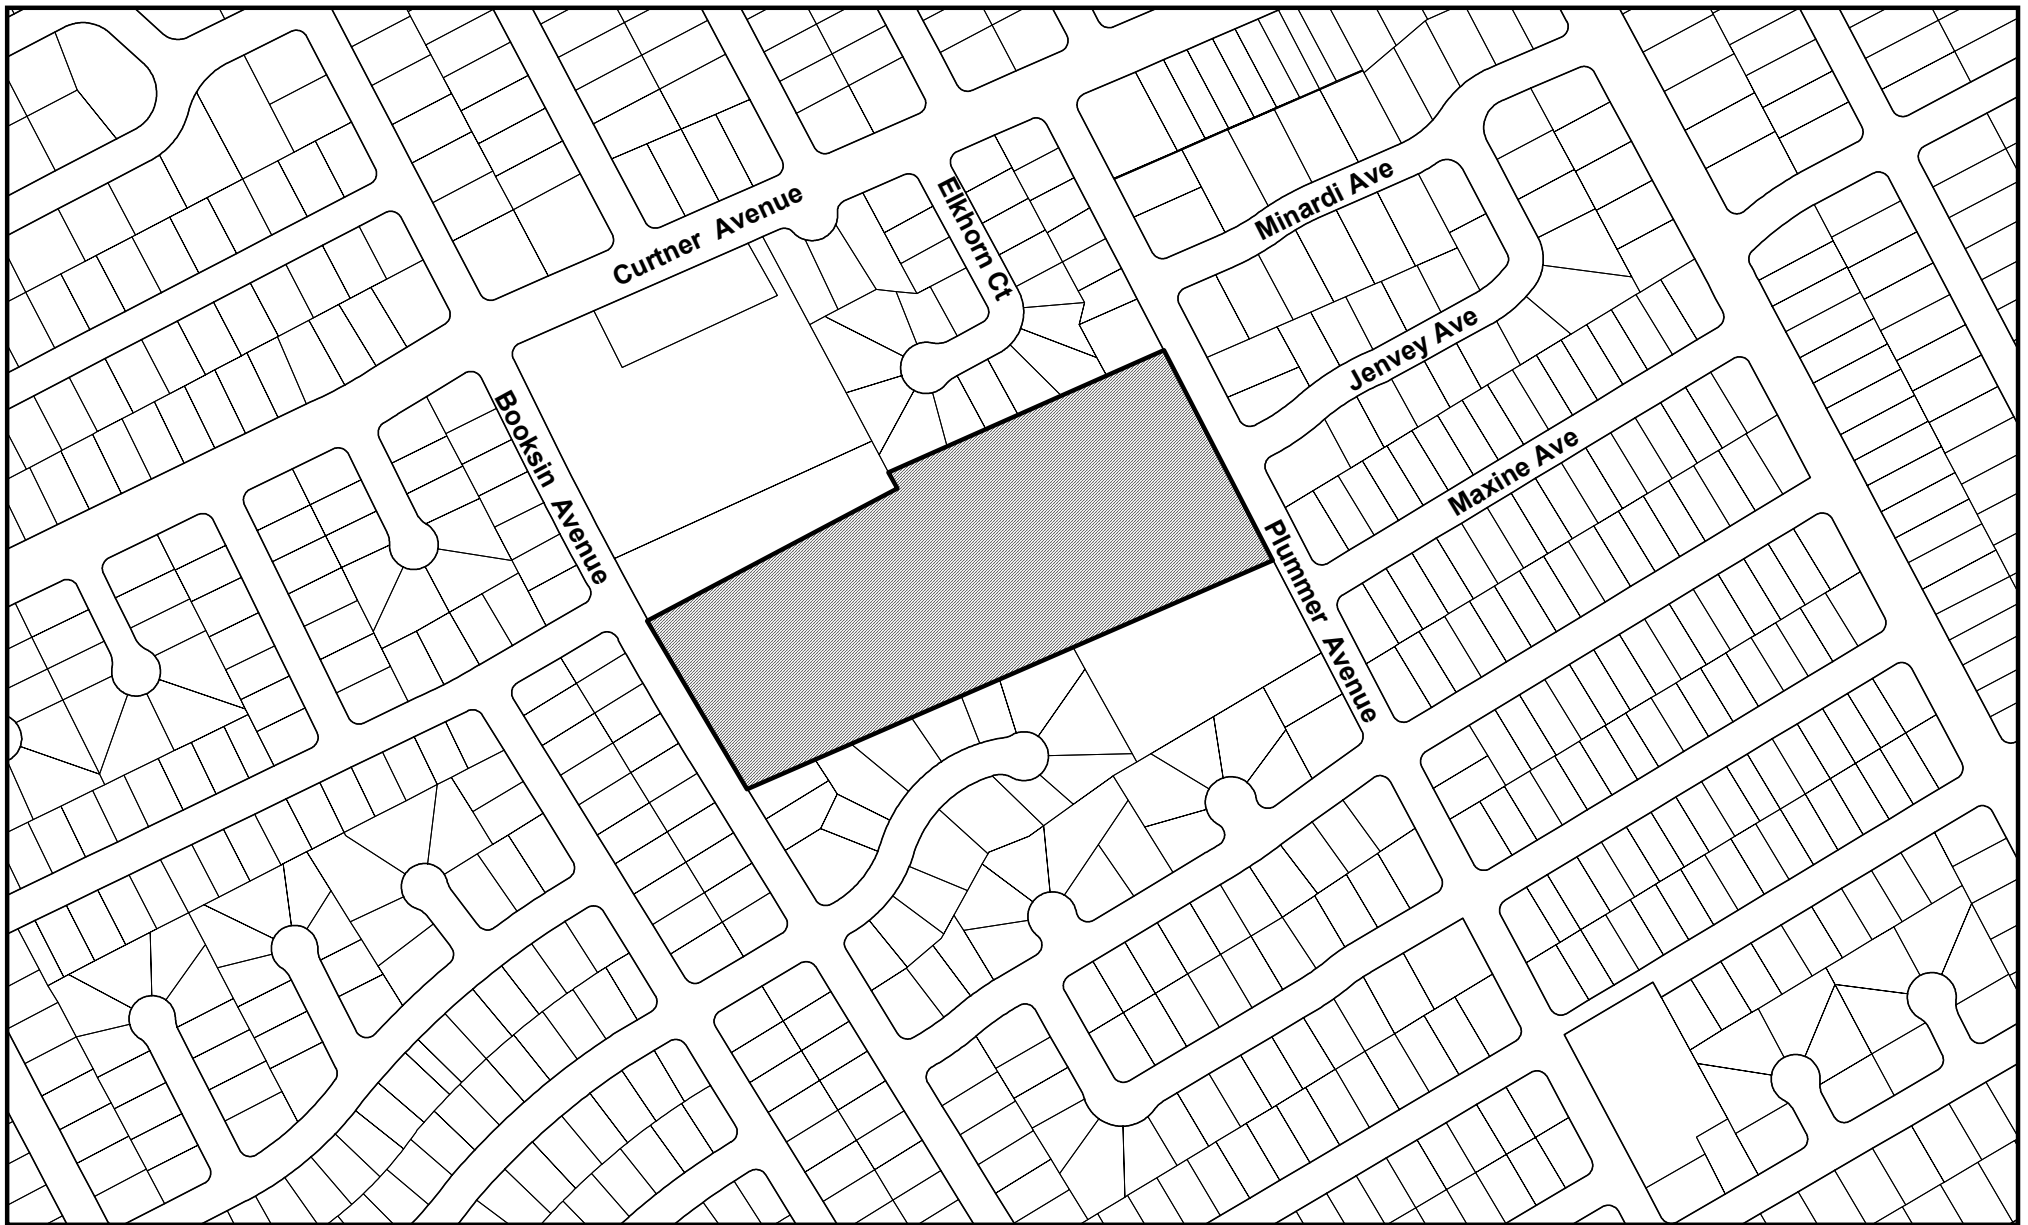 Elkhorn Ct
Minardi Ave
Curtner Avenue
Jenvey Ave
Booksin Avenue
Maxine Ave
Plummer Avenue